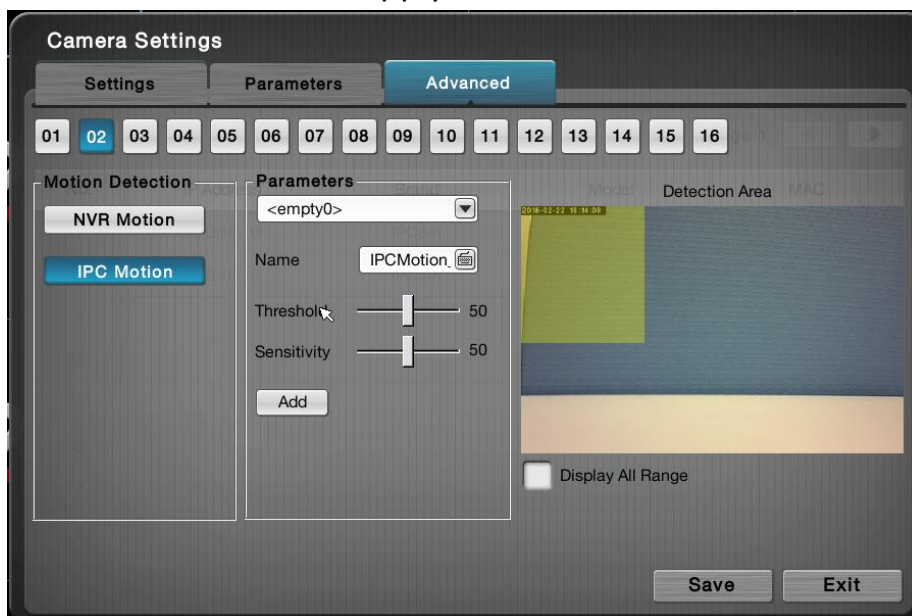 Camera Settings
Settings Parameters Advanced
01 02 03 04 05 06 07 08 09 10 11 12 13 14 15 16
Motion Detection
NVR Motion
IPC Motion
Parameters
<empty0>
Name IPCMotion_
Threshold 50
Sensitivity 50
Add
Detection Area
Display All Range
Save Exit